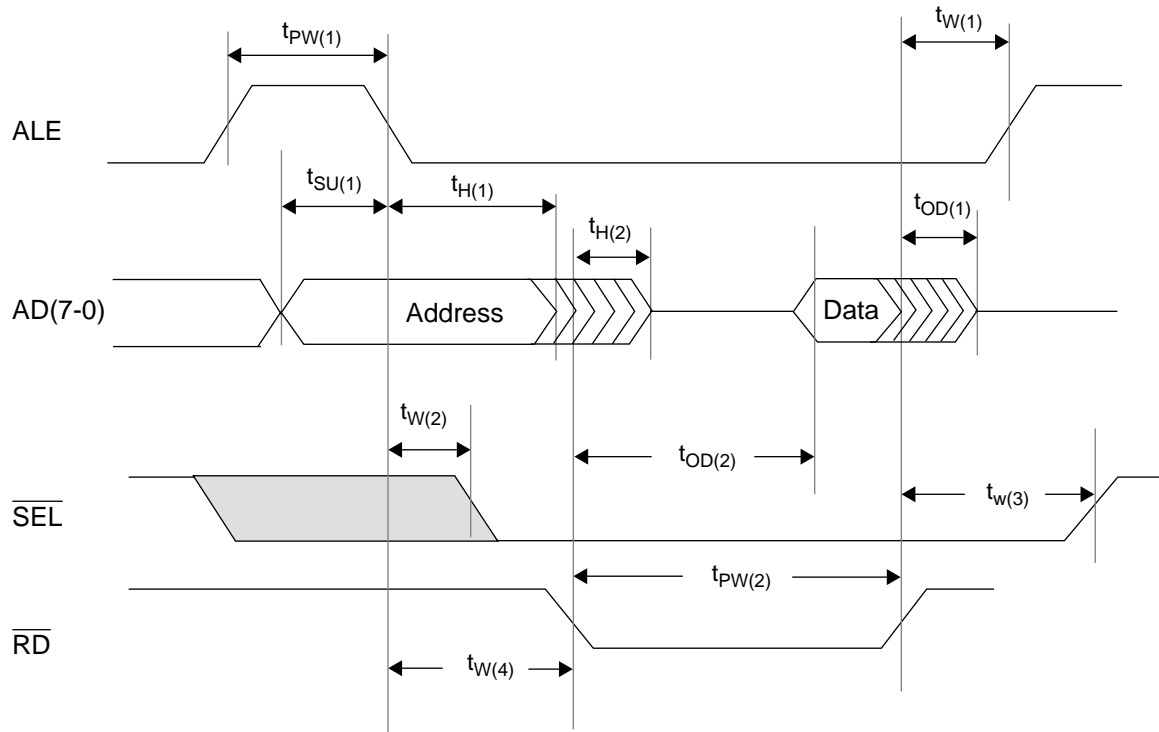 tPW(1)
tW(1)
ALE
tSU(1)
tH(1)
tH(2)
tOD(1)
AD(7-0)
Address
Data
tW(2)
tOD(2)
SEL
tw(3)
tPW(2)
RD
tW(4)